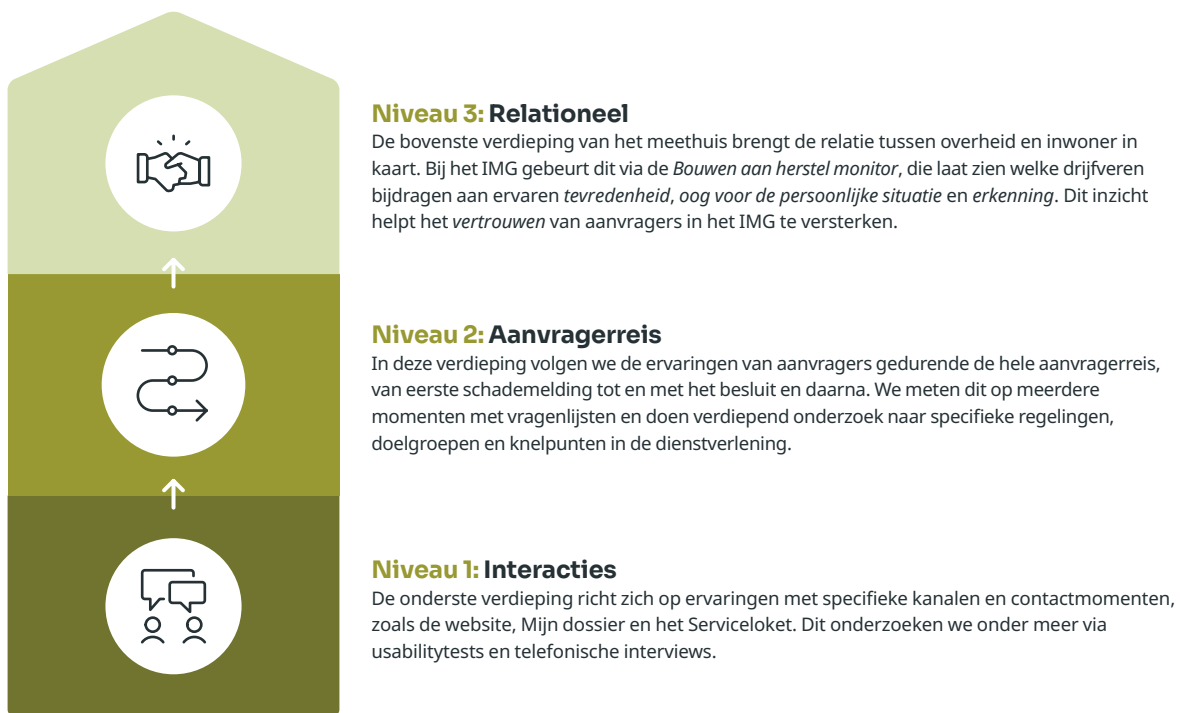 Niveau 3: Relationeel
De bovenste verdieping van het meethuis brengt de relatie tussen overheid en inwoner in
kaart. Bij het IMG gebeurt dit via de Bouwen aan herstel monitor, die laat zien welke drijfveren
bijdragen aan ervaren tevredenheid, oog voor de persoonlijke situatie en erkenning. Dit inzicht
helpt het vertrouwen van aanvragers in het IMG te versterken.
Niveau 2: Aanvragerreis
In deze verdieping volgen we de ervaringen van aanvragers gedurende de hele aanvragerreis,
van eerste schademelding tot en met het besluit en daarna. We meten dit op meerdere
momenten met vragenlijsten en doen verdiepend onderzoek naar specifieke regelingen,
doelgroepen en knelpunten in de dienstverlening.
Niveau 1: Interacties
De onderste verdieping richt zich op ervaringen met specifieke kanalen en contactmomenten,
zoals de website, Mijn dossier en het Serviceloket. Dit onderzoeken we onder meer via
usabilitytests en telefonische interviews.